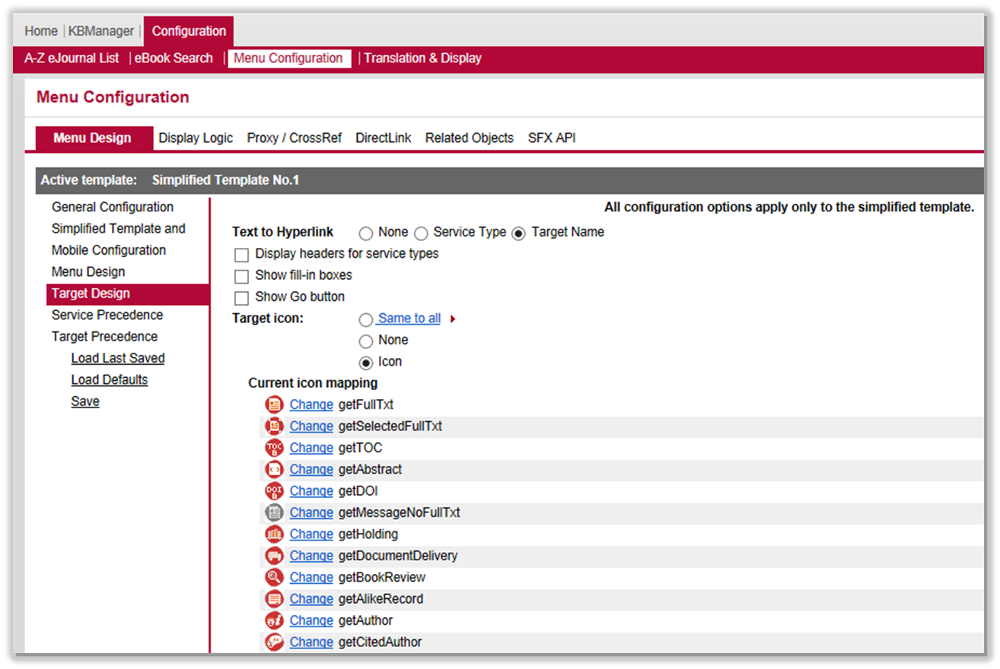 Home | KBManager | Configuration
A-Z eJournal List | eBook Search | Menu Configuration | Translation & Display
Menu Configuration
Menu Design Display Logic Proxy / CrossRef DirectLink Related Objects SFX API
Active template: Simplified Template No.1
General Configuration
Simplified Template and
Mobile Configuration
Menu Design
Target Design
Service Precedence
Target Precedence
Load Last Saved
Load Defaults
Save
All configuration options apply only to the simplified template.
Text to Hyperlink None Service Type Target Name
Display headers for service types
Show fill-in boxes
Show Go button
Target icon: Same to all
None
Icon
Current icon mapping
Change getFullTxt
Change getSelectedFullTxt
TOC Change getTOC
Change getAbstract
DOI Change getDOI
Change getMessageNoFullTxt
Change getHolding
Change getDocumentDelivery
Change getBookReview
Change getAlikeRecord
Change getAuthor
Change getCitedAuthor